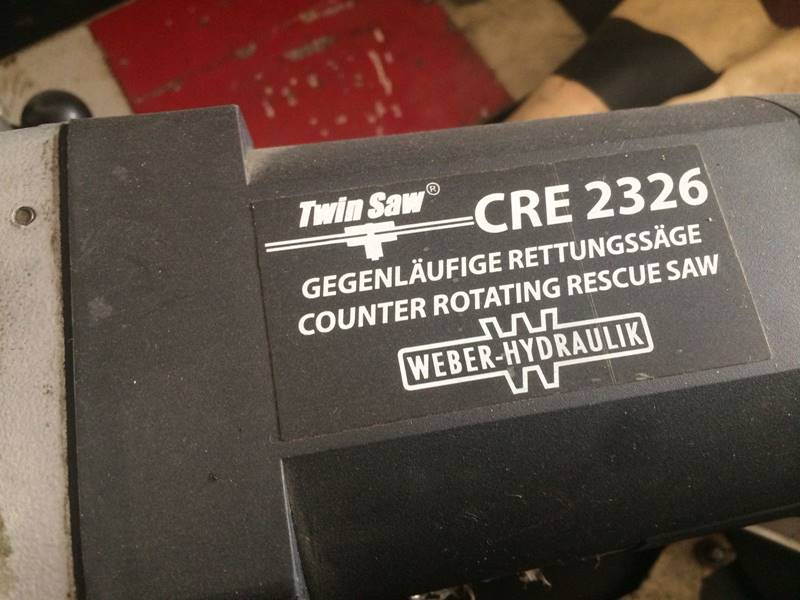 Twin Saw® CRE 2326
GEGENLÄUFIGE RETTUNGSSÄGE
COUNTER ROTATING RESCUE SAW
WEBER-HYDRAULIK